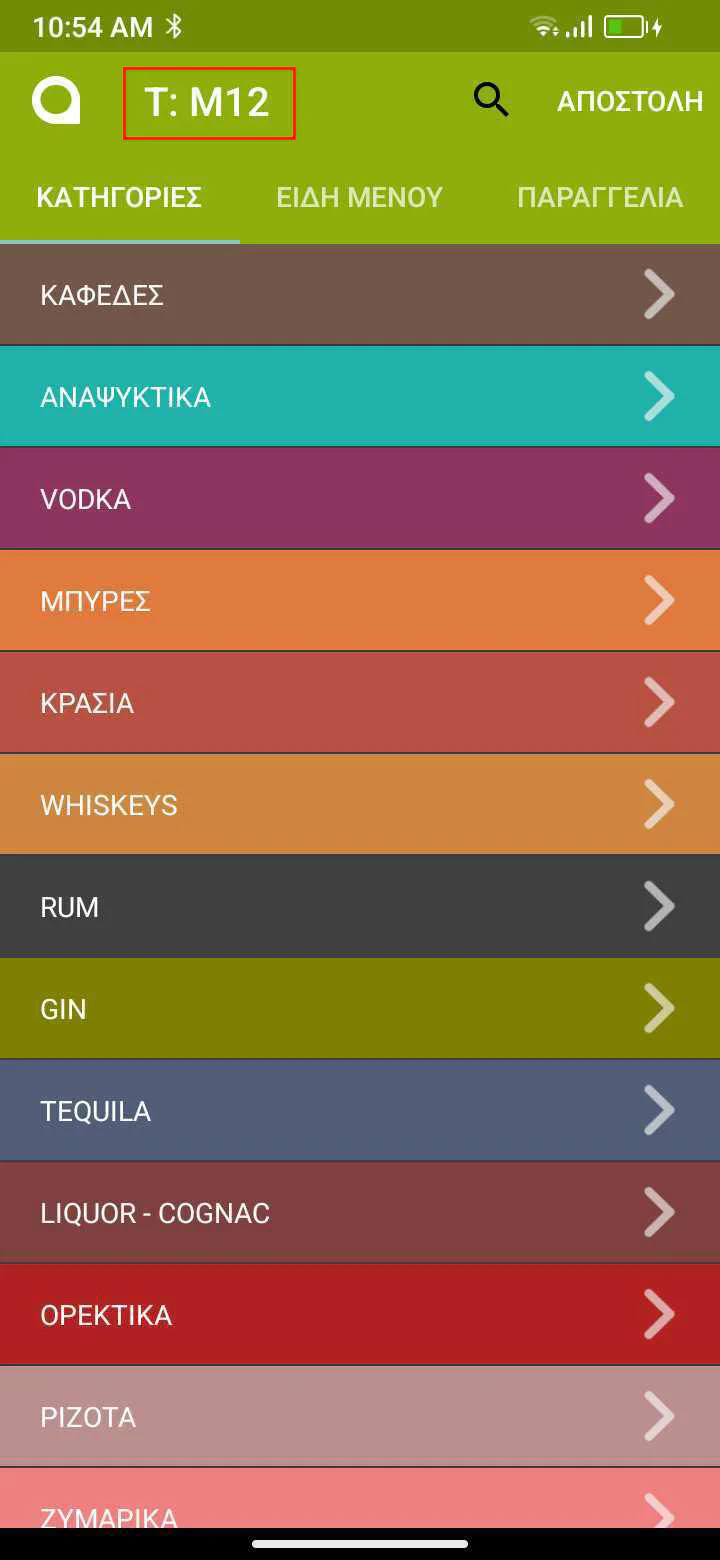 10:54 AM
T: M12
ΑΠΟΣΤΟΛΗ
ΚΑΤΗΓΟΡΙΕΣ ΕΙΔΗ ΜΕΝΟΥ ΠΑΡΑΓΓΕΛΙΑ
ΚΑΦΕΔΕΣ
ΑΝΑΨΥΚΤΙΚΑ
VODKA
ΜΠΥΡΕΣ
ΚΡΑΣΙΑ
WHISKEYS
RUM
GIN
TEQUILA
LIQUOR - COGNAC
ΟΡΕΚΤΙΚΑ
ΡΙΖΟΤΑ
ΖΥΜΑΡΙΚΑ